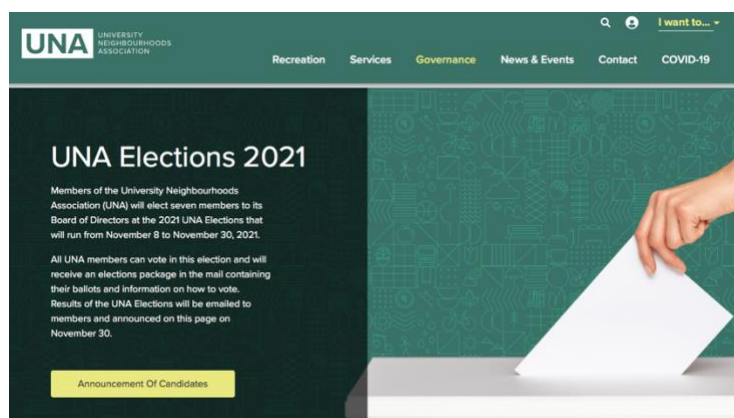 I want to...
UNA
UNIVERSITY
NEIGHBOURHOODS
ASSOCIATION
Recreation Services Governance News & Events Contact COVID-19
UNA Elections 2021
Members of the University Neighbourhoods
Association (UNA) will elect seven members to its
Board of Directors at the 2021 UNA Elections that
will run from November 8 to November 30, 2021.
All UNA members can vote in this election and will
receive an elections package in the mail containing
their ballots and information on how to vote.
Results of the UNA Elections will be emailed to
members and announced on this page on
November 30.
Announcement Of Candidates